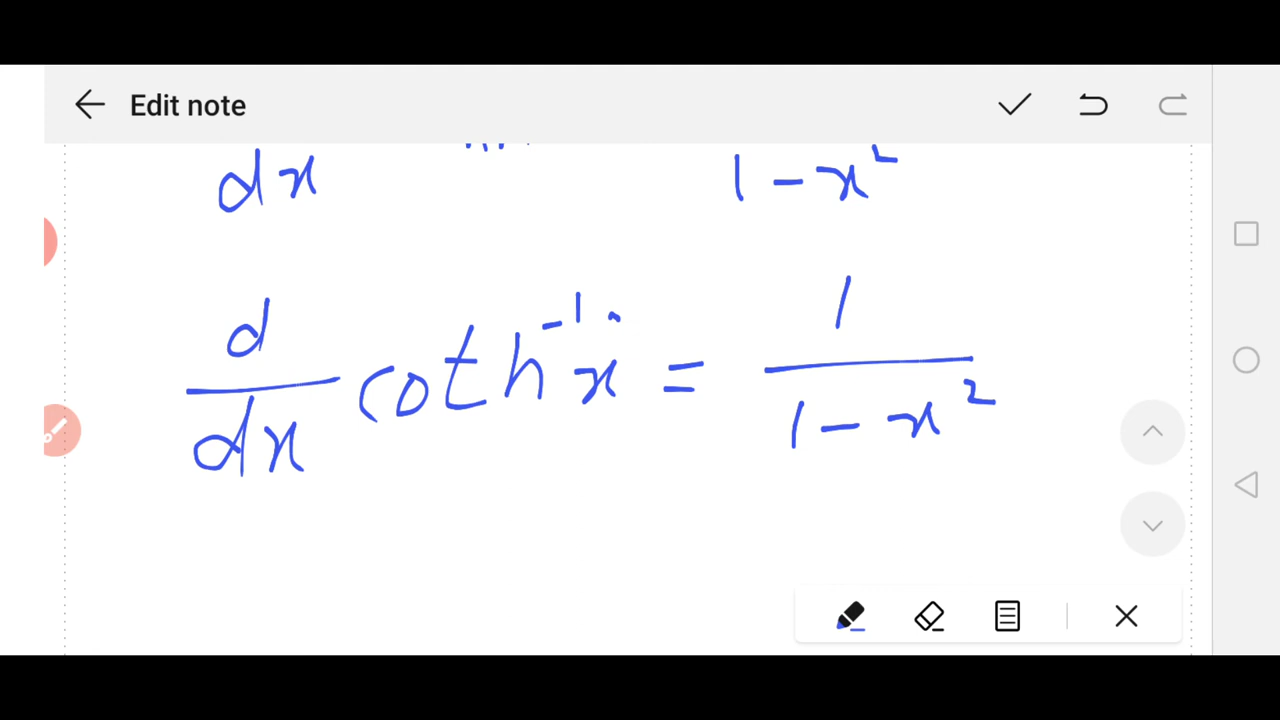 Edit note
dx 1-x²
d/dx coth⁻¹x = 1/(1-x²)